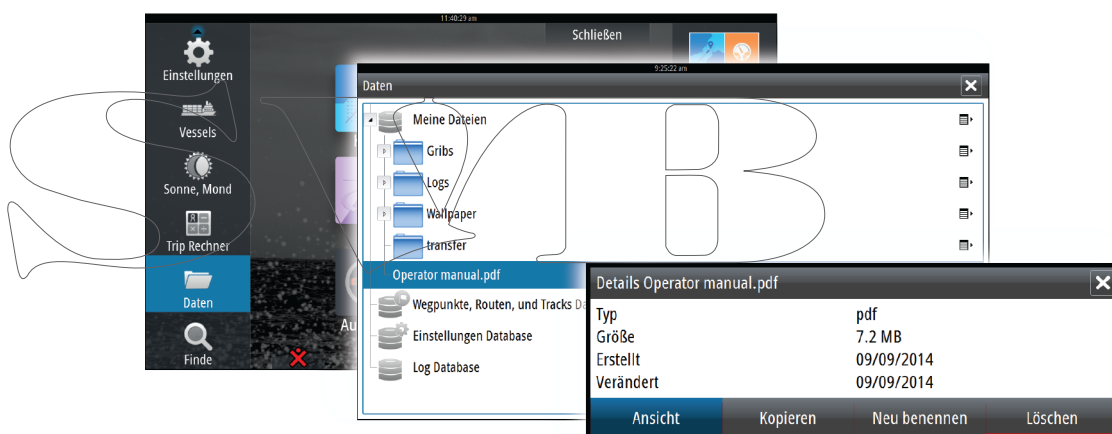 11:40:29 am
Schließen
Einstellungen
Vessels
Sonne, Mond
Trip Rechner
Daten
Finde
Au
9:25:22 am
Daten
Meine Dateien
Gribs
Logs
Wallpaper
transfer
Operator manual.pdf
Wegpunkte, Routen, und Tracks Da
Einstellungen Database
Log Database
Details Operator manual.pdf
Typ pdf
Größe 7.2 MB
Erstellt 09/09/2014
Verändert 09/09/2014
Ansicht Kopieren Neu benennen Löschen